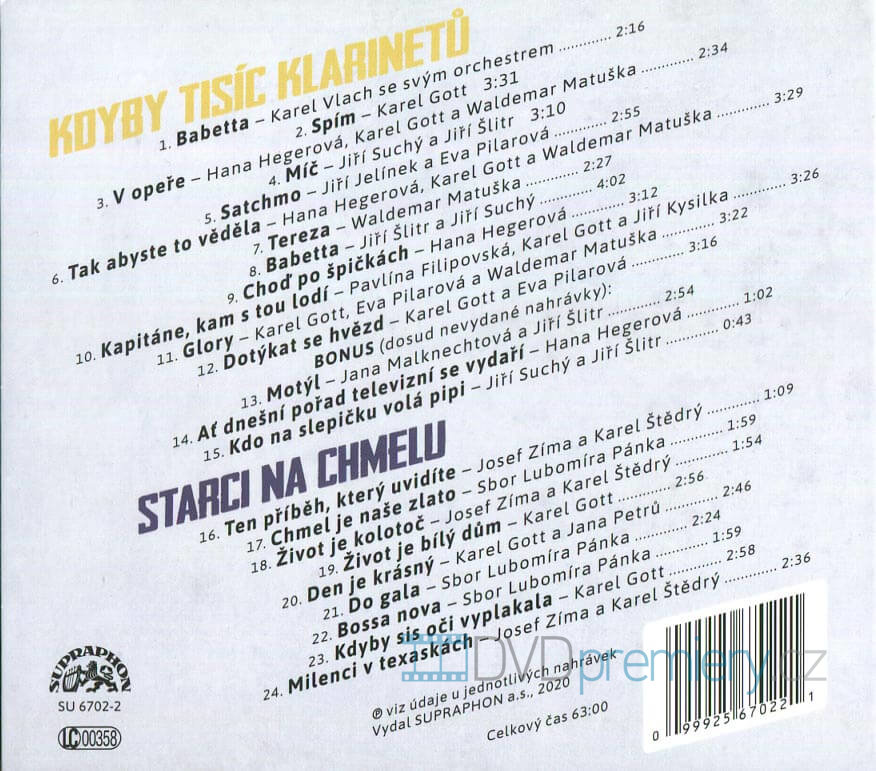 KDYBY TISÍC KLARINETŮ
1. Babetta – Karel Vlach se svým orchestrem ............ 2:16
2. Spím – Karel Gott 3:31
3. V opeře – Hana Hegerová, Karel Gott a Waldemar Matuška ............ 2:34
4. Míč – Jiří Suchý a Jiří Šlitr 3:10
5. Satchmo – Jiří Jelínek a Eva Pilarová ............ 2:55
6. Tak abyste to věděla – Hana Hegerová, Karel Gott a Waldemar Matuška ............ 3:29
7. Tereza – Waldemar Matuška ............ 2:27
8. Babetta – Jiří Šlitr a Jiří Suchý ............ 4:02
9. Choď po špičkách – Hana Hegerová ............ 3:12
10. Kapitáne, kam s tou lodí – Pavlína Filipovská, Karel Gott a Jiří Kysilka ............ 3:26
11. Glory – Karel Gott, Eva Pilarová a Waldemar Matuška ............ 3:22
12. Dotýkat se hvězd – Karel Gott a Eva Pilarová ............ 3:16
BONUS (dosud nevydané nahrávky):
13. Motýl – Jana Malknechtová a Jiří Šlitr ............ 2:54
14. Ať dnešní pořad televizní se vydaří – Hana Hegerová ............ 1:02
15. Kdo na slepičku volá pipi – Jiří Suchý a Jiří Šlitr ............ 0:43
STARCI NA CHMELU
16. Ten příběh, který uvidíte – Josef Zíma a Karel Štědrý ............ 1:09
17. Chmel je naše zlato – Sbor Lubomíra Pánka ............ 1:59
18. Život je kolotoč – Josef Zíma a Karel Štědrý ............ 1:54
19. Život je bílý dům – Karel Gott ............ 2:56
20. Den je krásný – Karel Gott a Jana Petrů ............ 2:46
21. Do gala – Sbor Lubomíra Pánka ............ 2:24
22. Bossa nova – Sbor Lubomíra Pánka ............ 1:59
23. Kdyby sis oči vyplakala – Karel Gott ............ 2:58
24. Milenci v texaskách – Josef Zíma a Karel Štědrý ............ 2:36
DVDpremiery.cz
℗ viz údaje u jednotlivých nahrávek
Vydal SUPRAPHON a.s., 2020
Celkový čas 63:00
SUPRAPHON
SU 6702-2
LC 00358
0 99925 67022 1